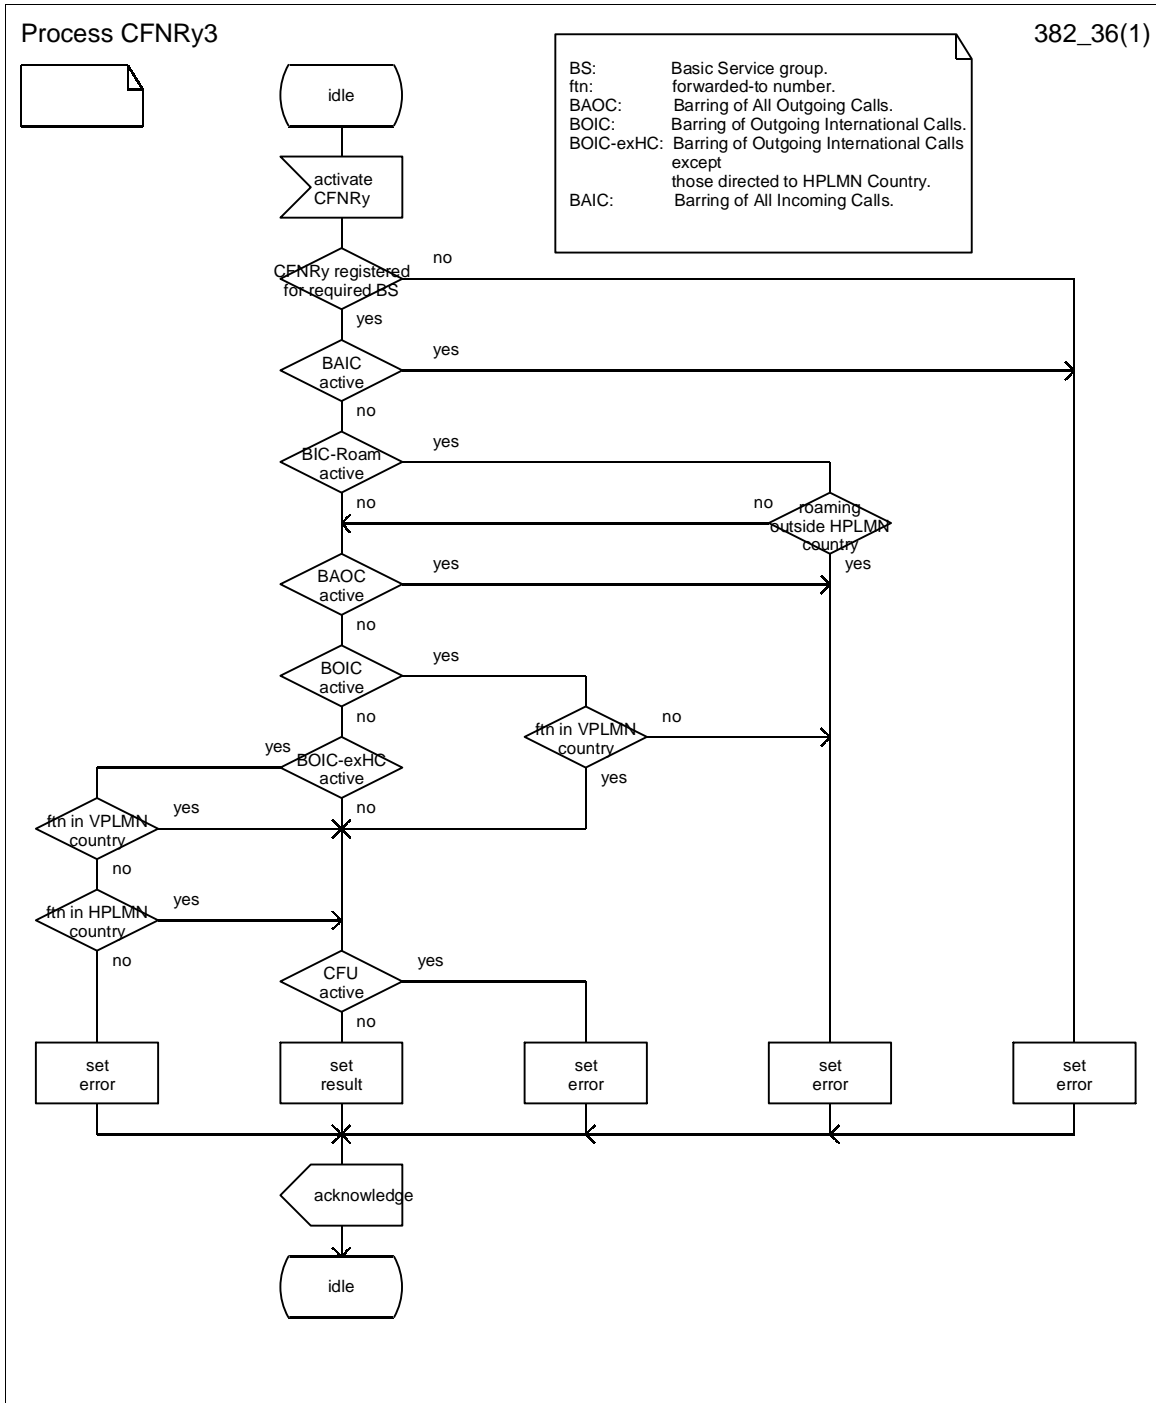 Process CFNRy3
382_36(1)
BS: Basic Service group.
ftn: forwarded-to number.
BAOC: Barring of All Outgoing Calls.
BOIC: Barring of Outgoing International Calls.
BOIC-exHC: Barring of Outgoing International Calls
except
those directed to HPLMN Country.
BAIC: Barring of All Incoming Calls.
idle
activate
CFNRy
CFNRy registered
for required BS
no
yes
BAIC
active
yes
no
BIC-Roam
active
yes
no
roaming
outside HPLMN
country
no
yes
BAOC
active
yes
no
BOIC
active
yes
no
ftn in VPLMN
country
no
yes
BOIC-exHC
active
yes
no
ftn in VPLMN
country
yes
no
ftn in HPLMN
country
yes
no
CFU
active
yes
no
set
error
set
result
set
error
set
error
set
error
acknowledge
idle